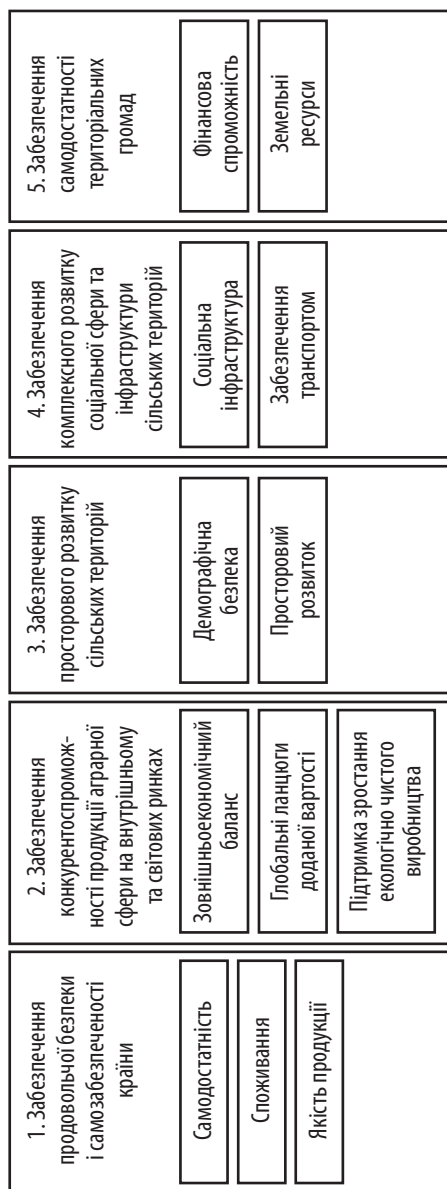 1. Забезпечення
продовольчої безпеки
і самозабезпеченості
країни
Самодостатність
Споживання
Якість продукції
2. Забезпечення
конкурентоспромож-
ності продукції аграрної
сфери на внутрішньому
та світових ринках
Зовнішньоекономічний
баланс
Глобальні ланцюги
доданої вартості
Підтримка зростання
екологічно чистого
виробництва
3. Забезпечення
просторового розвитку
сільських територій
Демографічна
безпека
Просторовий
розвиток
4. Забезпечення
комплексного розвитку
соціальної сфери та
інфраструктури
сільських територій
Соціальна
інфраструктура
Забезпечення
транспортом
5. Забезпечення
самодостатності
територіальних
громад
Фінансова
спроможність
Земельні
ресурси